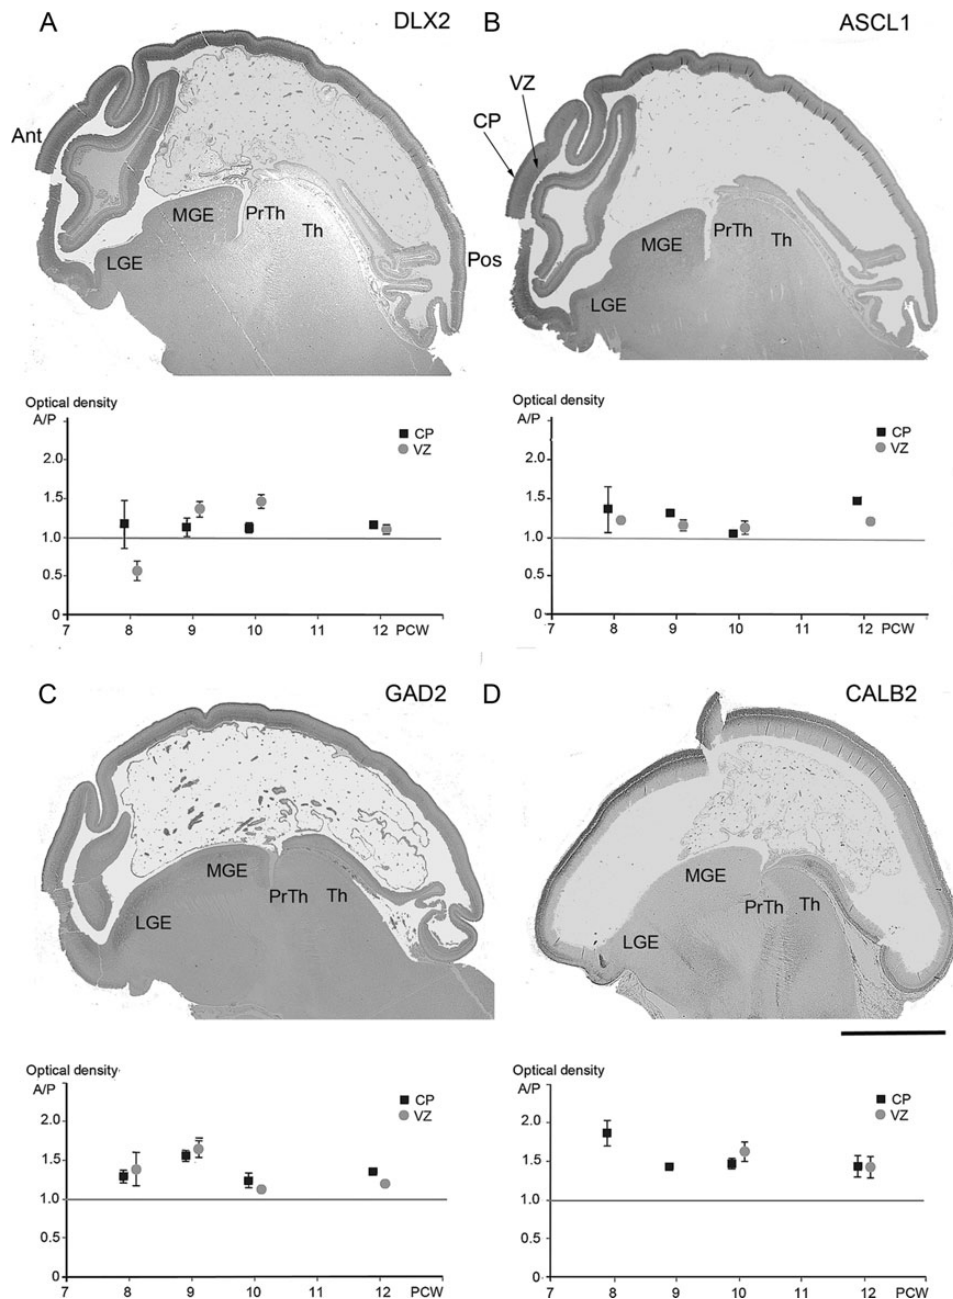 A DLX2
B ASCL1
VZ
CP
Ant
MGE PrTh
Th
LGE
Pos
MGE PrTh Th
LGE
Optical density
A/P
CP
VZ
2.0
1.5
1.0
0.5
0
7 8 9 10 11 12 PCW
Optical density
A/P
CP
VZ
2.0
1.5
1.0
0.5
0
7 8 9 10 11 12 PCW
C GAD2
D CALB2
MGE
PrTh Th
LGE
MGE
PrTh Th
LGE
Optical density
A/P
CP
VZ
2.0
1.5
1.0
0.5
0
7 8 9 10 11 12 PCW
Optical density
A/P
CP
VZ
2.0
1.5
1.0
0.5
0
7 8 9 10 11 12 PCW